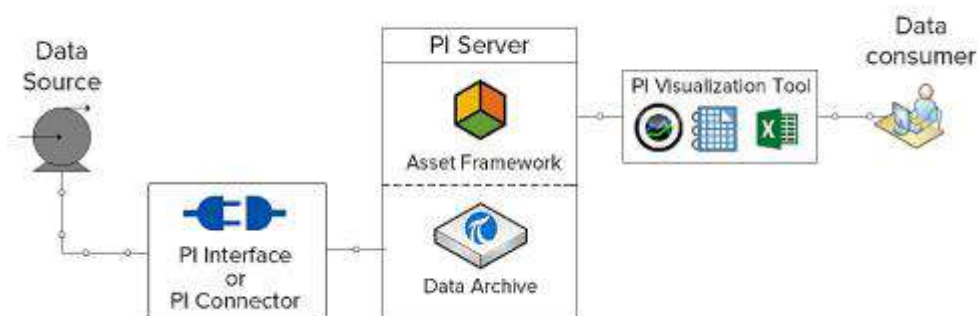 Data
Source
PI Interface
or
PI Connector
PI Server
Asset Framework
Data Archive
PI Visualization Tool
Data
consumer